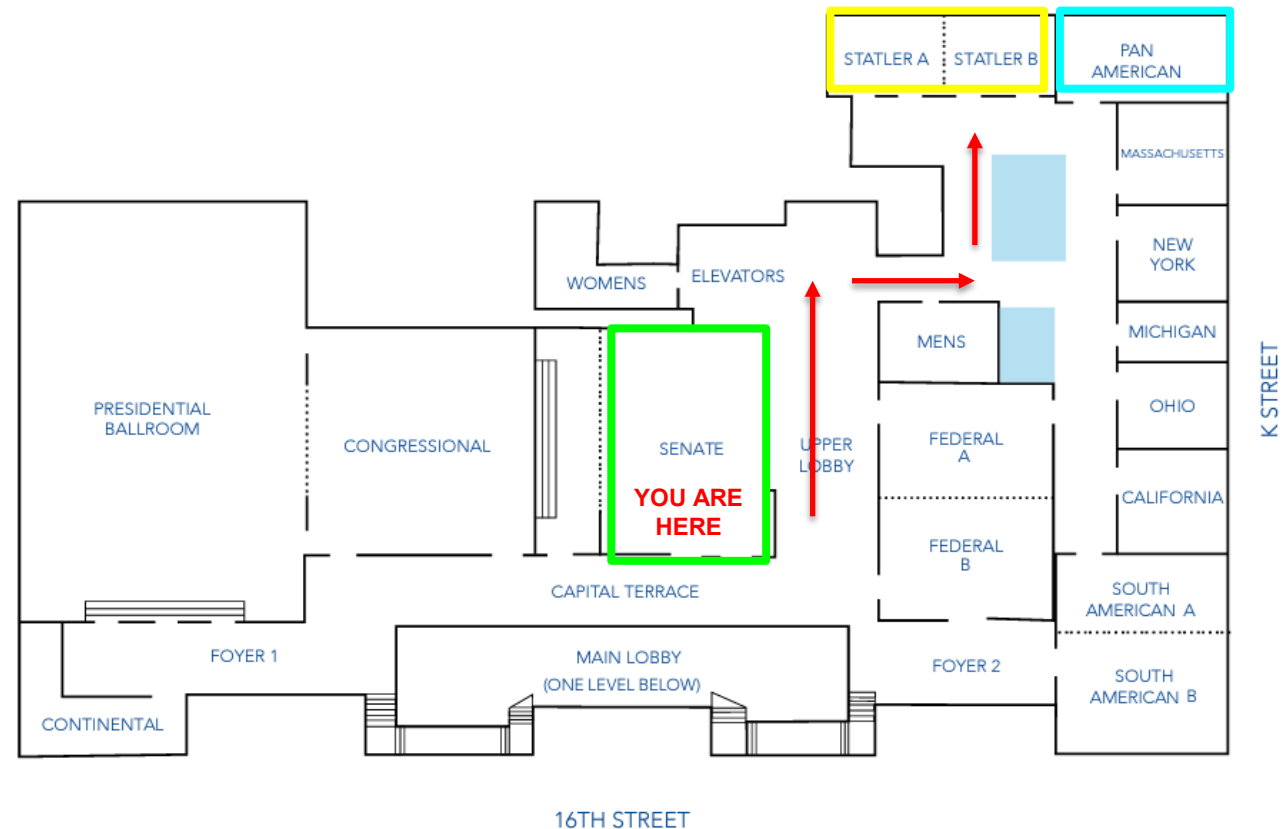 STATLER A
STATLER B
PAN
AMERICAN
MASSACHUSETTS
NEW
YORK
WOMENS
ELEVATORS
MICHIGAN
MENS
K STREET
OHIO
PRESIDENTIAL
BALLROOM
CONGRESSIONAL
SENATE
UPPER
LOBBY
FEDERAL
A
YOU ARE
HERE
CALIFORNIA
FEDERAL
B
CAPITAL TERRACE
SOUTH
AMERICAN A
FOYER 1
MAIN LOBBY
(ONE LEVEL BELOW)
FOYER 2
SOUTH
AMERICAN B
CONTINENTAL
16TH STREET